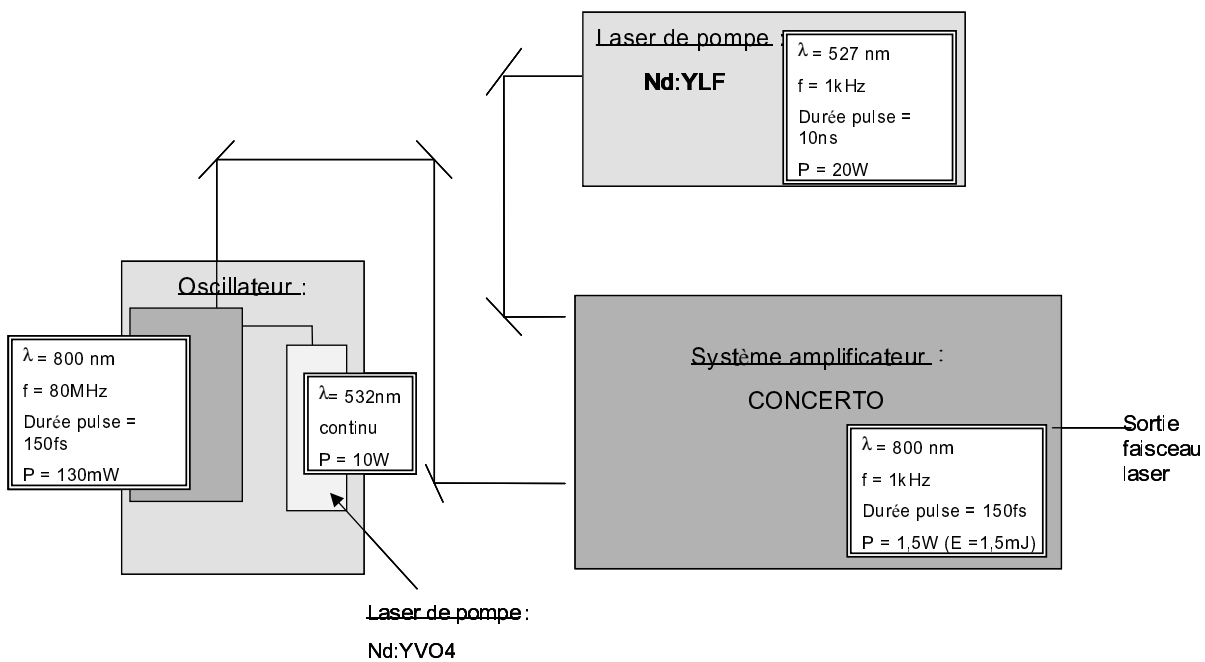 Laser de pompe :
Nd:YLF
λ = 527 nm
f = 1kHz
Durée pulse =
10ns
P = 20W
Oscillateur :
λ = 800 nm
f = 80MHz
Durée pulse =
150fs
P = 130mW
λ= 532nm
continu
P = 10W
Laser de pompe :
Nd:YVO4
Système amplificateur :
CONCERTO
λ = 800 nm
f = 1kHz
Durée pulse = 150fs
P = 1,5W (E =1,5mJ)
Sortie
faisceau
laser